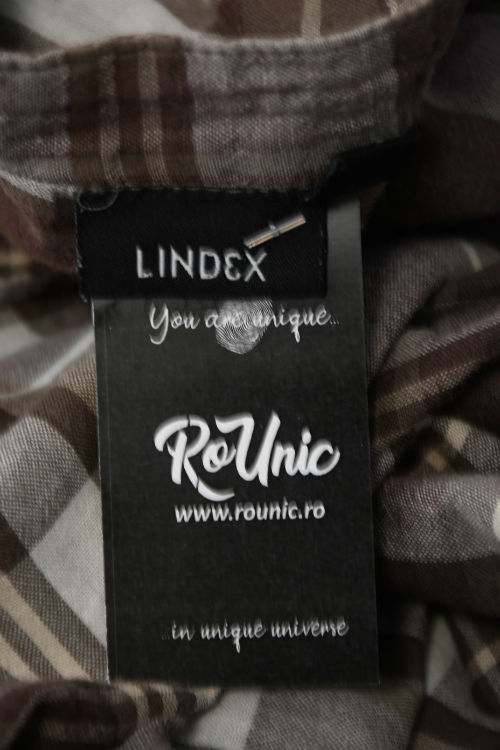 LINDEX
You are unique...
RoUnic
www.rounic.ro
...in unique universe